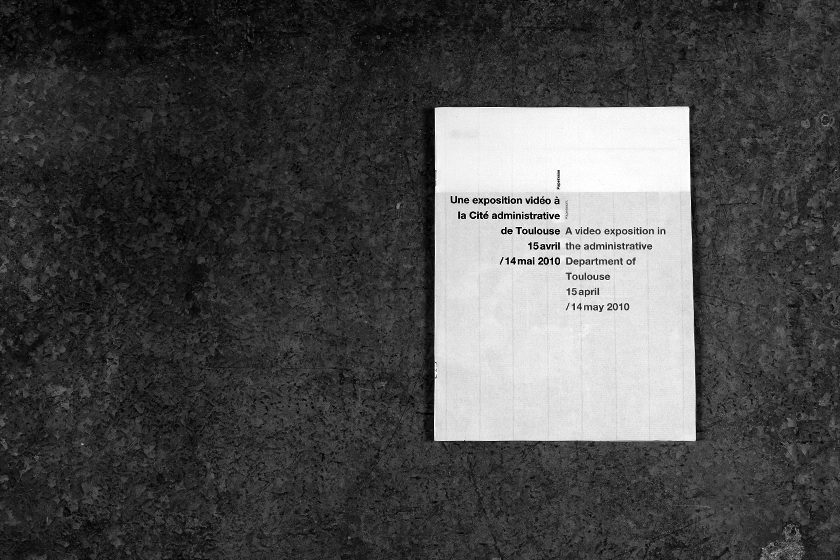 Une exposition vidéo à
la Cité administrative
de Toulouse
15 avril
/ 14 mai 2010
A video exposition in
the administrative
Department of
Toulouse
15 april
/ 14 may 2010